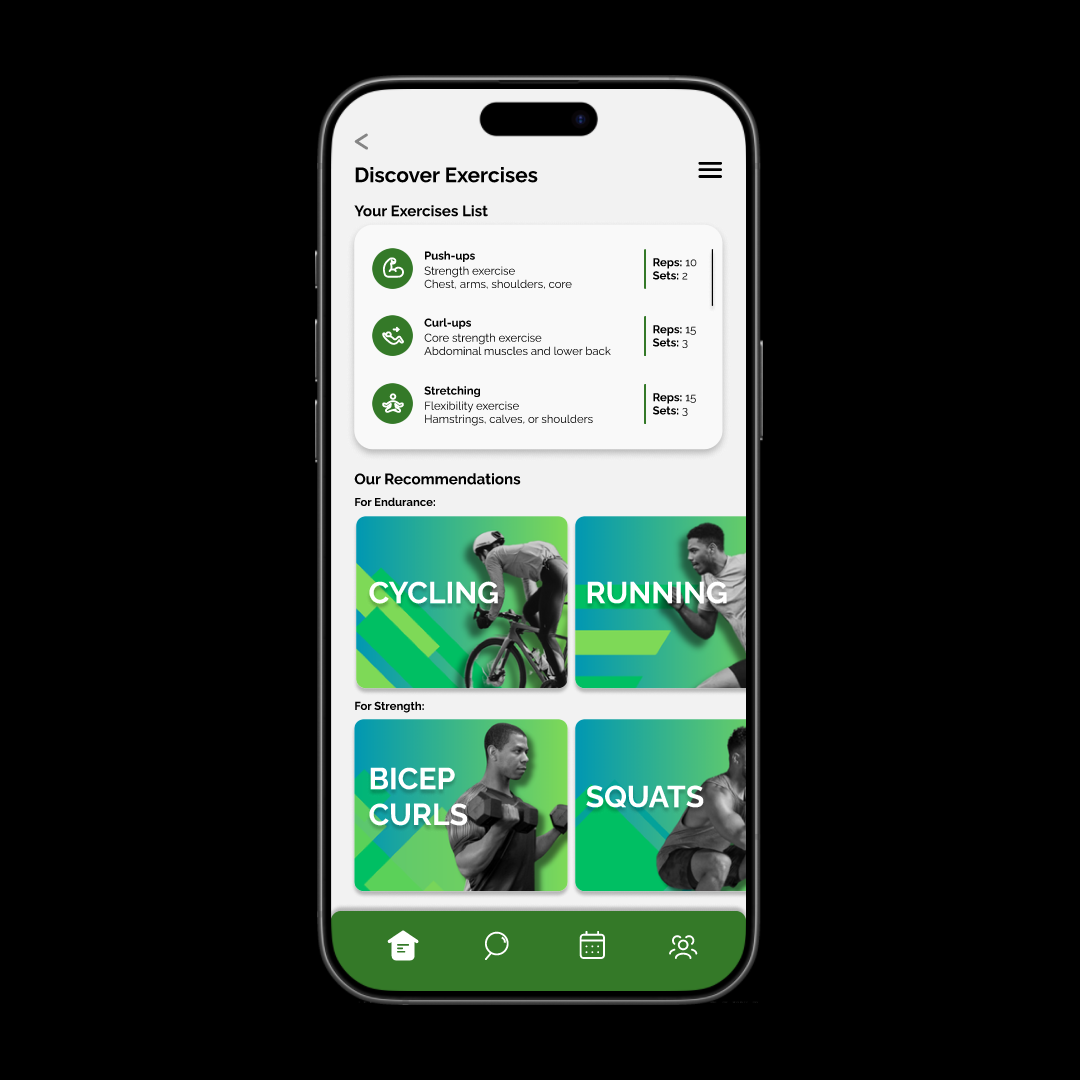 <
Discover Exercises
Your Exercises List
Push-ups
Strength exercise
Chest, arms, shoulders, core
Reps: 10
Sets: 2
Curl-ups
Core strength exercise
Abdominal muscles and lower back
Reps: 15
Sets: 3
Stretching
Flexibility exercise
Hamstrings, calves, or shoulders
Reps: 15
Sets: 3
Our Recommendations
For Endurance:
CYCLING
RUNNING
For Strength:
BICEP
CURLS
SQUATS